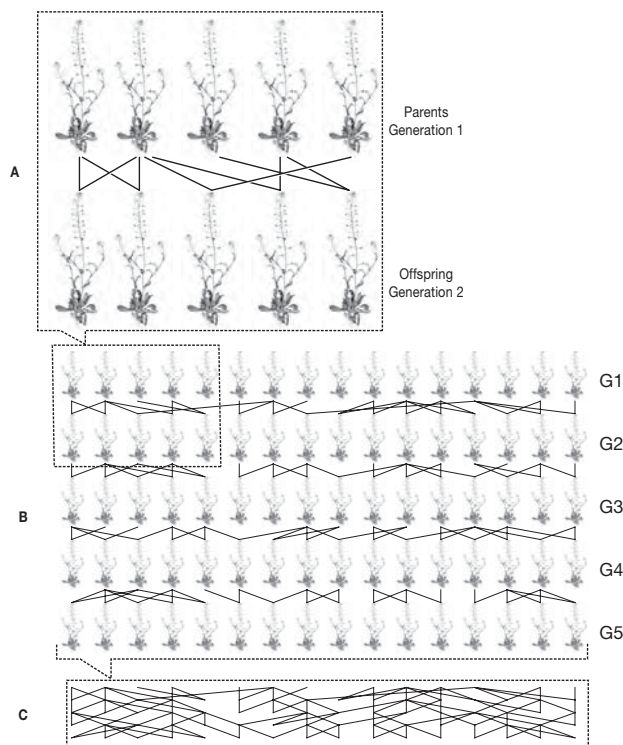 Parents
Generation 1
A
Offspring
Generation 2
G1
G2
G3
B
G4
G5
C